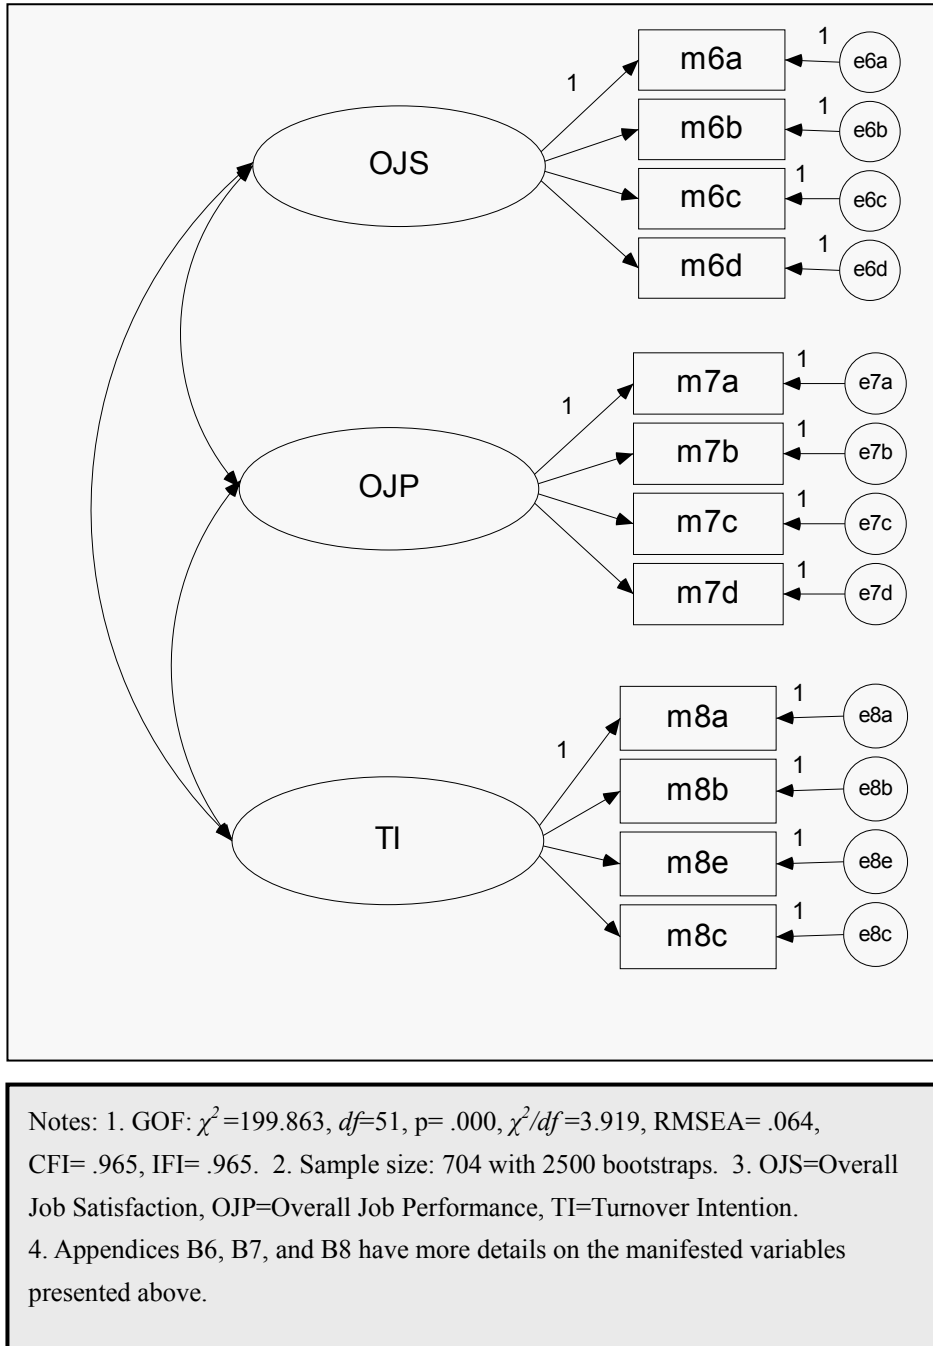 1
m6a
1
e6a
OJS
m6b
1
e6b
m6c
1
e6c
m6d
1
e6d
1
m7a
1
e7a
OJP
m7b
1
e7b
m7c
1
e7c
m7d
1
e7d
1
m8a
1
e8a
TI
m8b
1
e8b
m8e
1
e8e
m8c
1
e8c
Notes: 1. GOF: χ²=199.863, df=51, p= .000, χ²/df =3.919, RMSEA= .064,
CFI= .965, IFI= .965. 2. Sample size: 704 with 2500 bootstraps. 3. OJS=Overall
Job Satisfaction, OJP=Overall Job Performance, TI=Turnover Intention.
4. Appendices B6, B7, and B8 have more details on the manifested variables
presented above.